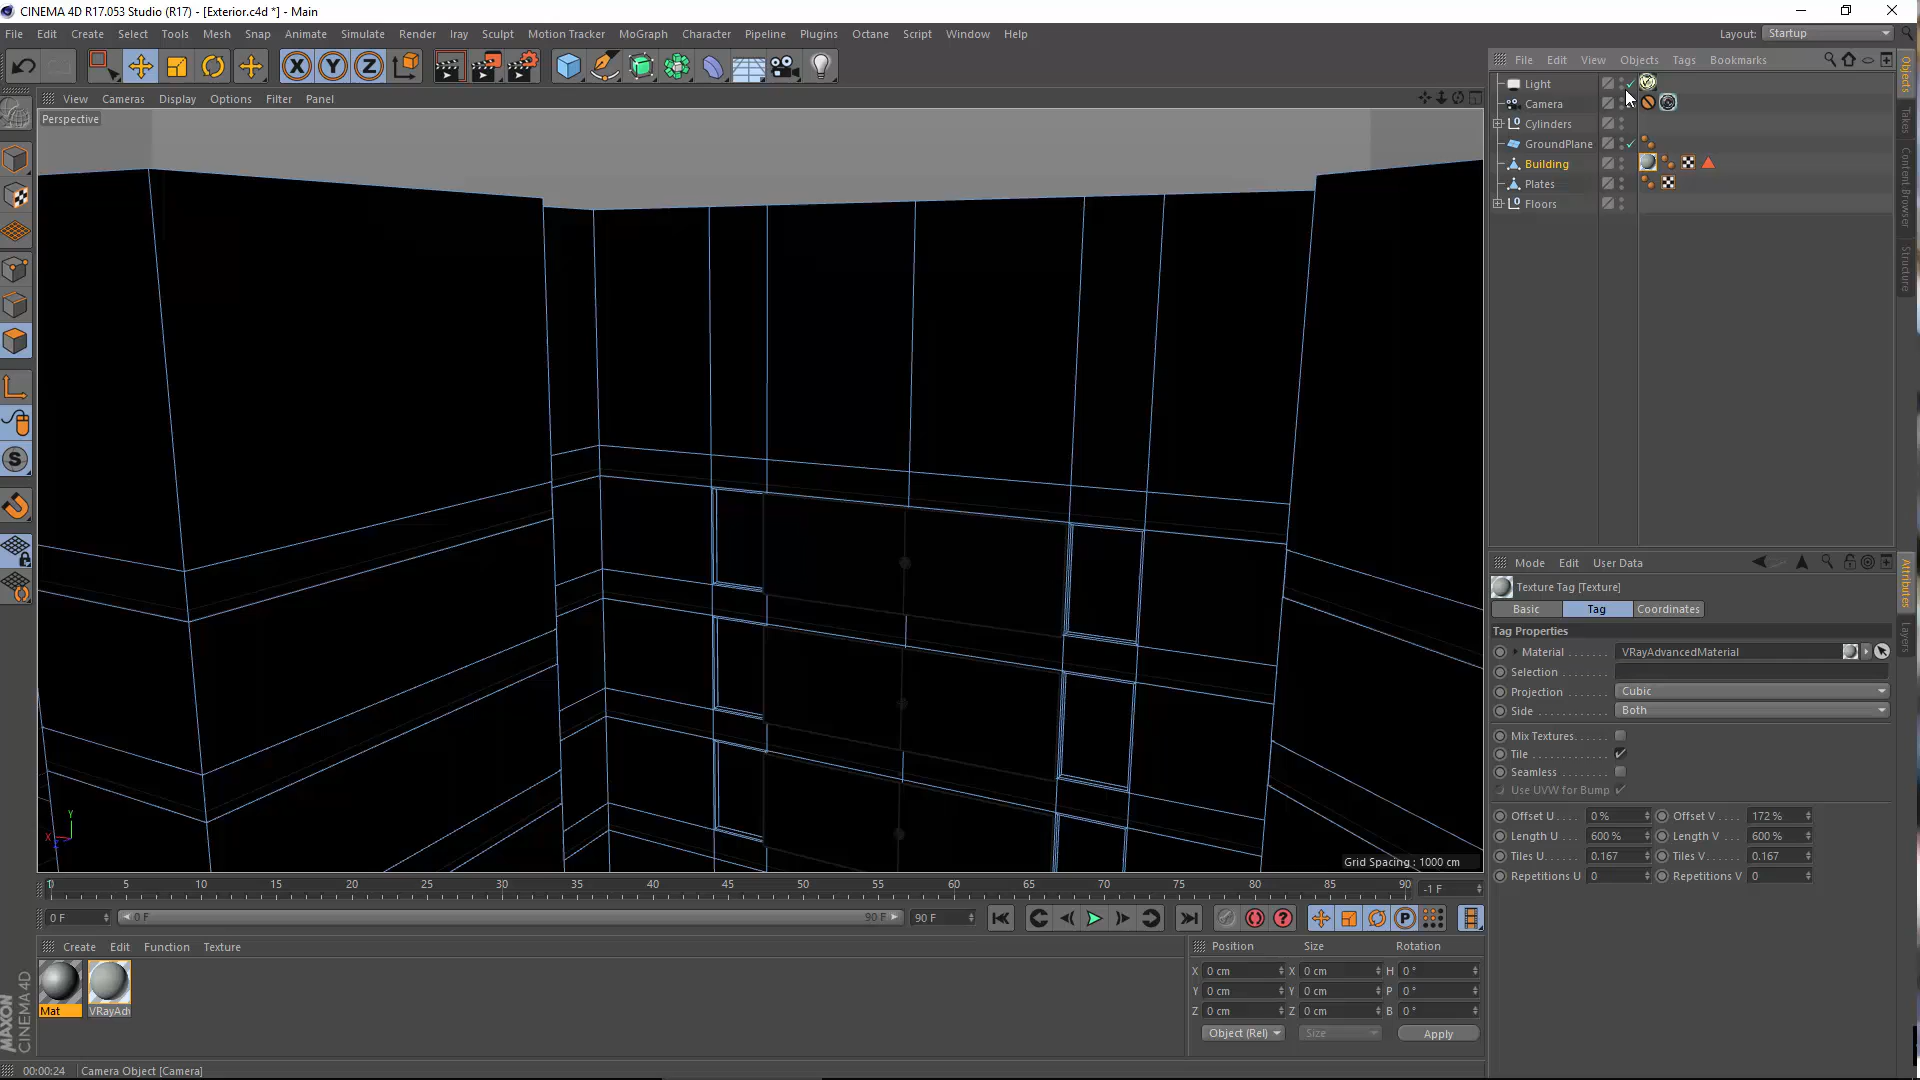 CINEMA 4D R17.053 Studio (R17) - [Exterior.c4d *] - Main
File Edit Create Select Tools Mesh Snap Animate Simulate Render Iray Sculpt Motion Tracker MoGraph Character Pipeline Plugins Octane Script Window Help
Layout: Startup
X Y Z
View Cameras Display Options Filter Panel
Perspective
File Edit View Objects Tags Bookmarks
Light
Camera
Cylinders
GroundPlane
Building
Plates
Floors
Objects
Takes
Content Browser
Structure
Y
X
Z
Grid Spacing : 1000 cm
Mode Edit User Data
Texture Tag [Texture]
Basic Tag Coordinates
Tag Properties
Material VRayAdvancedMaterial
Selection
Projection Cubic
Side Both
Mix Textures
Tile
Seamless
Use UVW for Bump
Offset U 0 % Offset V 172 %
Length U 600 % Length V 600 %
Tiles U 0.167 Tiles V 0.167
Repetitions U 0 Repetitions V 0
Attributes
Layers
0 5 10 15 20 25 30 35 40 45 50 55 60 65 70 75 80 85 90 -1 F
0 F 0 F 90 F 90 F
Create Edit Function Texture
Mat VRayAdv
Position Size Rotation
X 0 cm X 0 cm H 0 °
Y 0 cm Y 0 cm P 0 °
Z 0 cm Z 0 cm B 0 °
Object (Rel) Size Apply
MAXON CINEMA 4D
00:00:24 Camera Object [Camera]